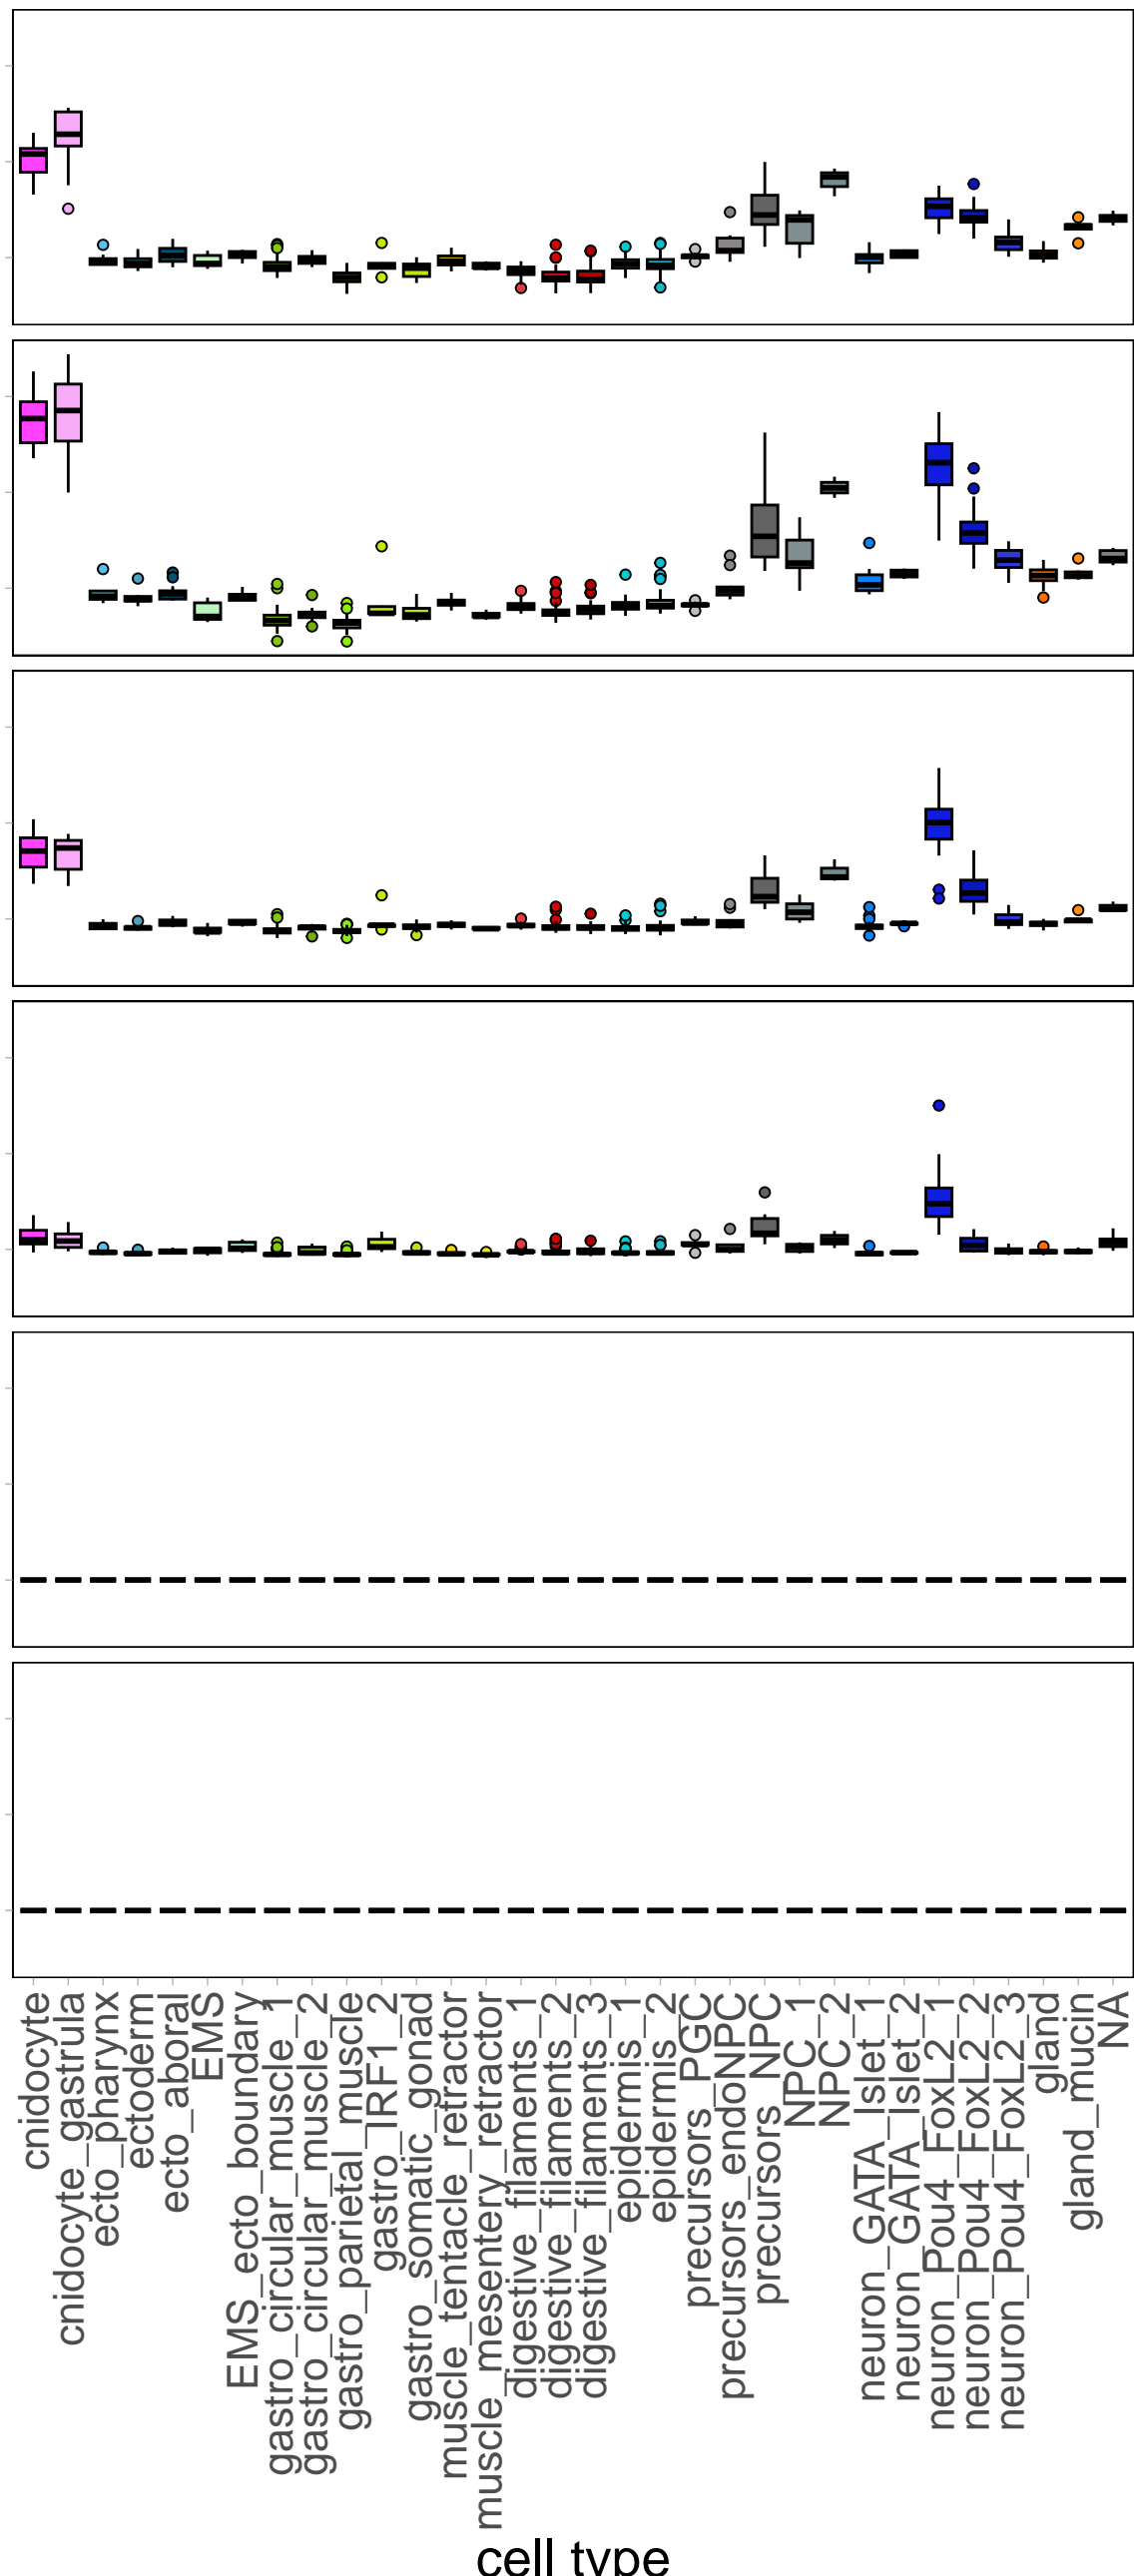 cnidocyte
cnidocyte_gastrula
ecto_pharynx
ectoderm
ecto_aboral
EMS
EMS_ecto_boundary
gastro_circular_muscle_1
gastro_circular_muscle_2
gastro_parietal_muscle
gastro_IRF1_2
gastro_somatic_gonad
muscle_tentacle_retractor
muscle_mesentery_retractor
digestive_filaments_1
digestive_filaments_2
digestive_filaments_3
epidermis_1
epidermis_2
precursors_PGC
precursors_endoNPC
precursors_NPC
NPC_1
NPC_2
neuron_GATA_Islet_1
neuron_GATA_Islet_2
neuron_Pou4_FoxL2_1
neuron_Pou4_FoxL2_2
neuron_Pou4_FoxL2_3
gland
gland_mucin
NA
cell type